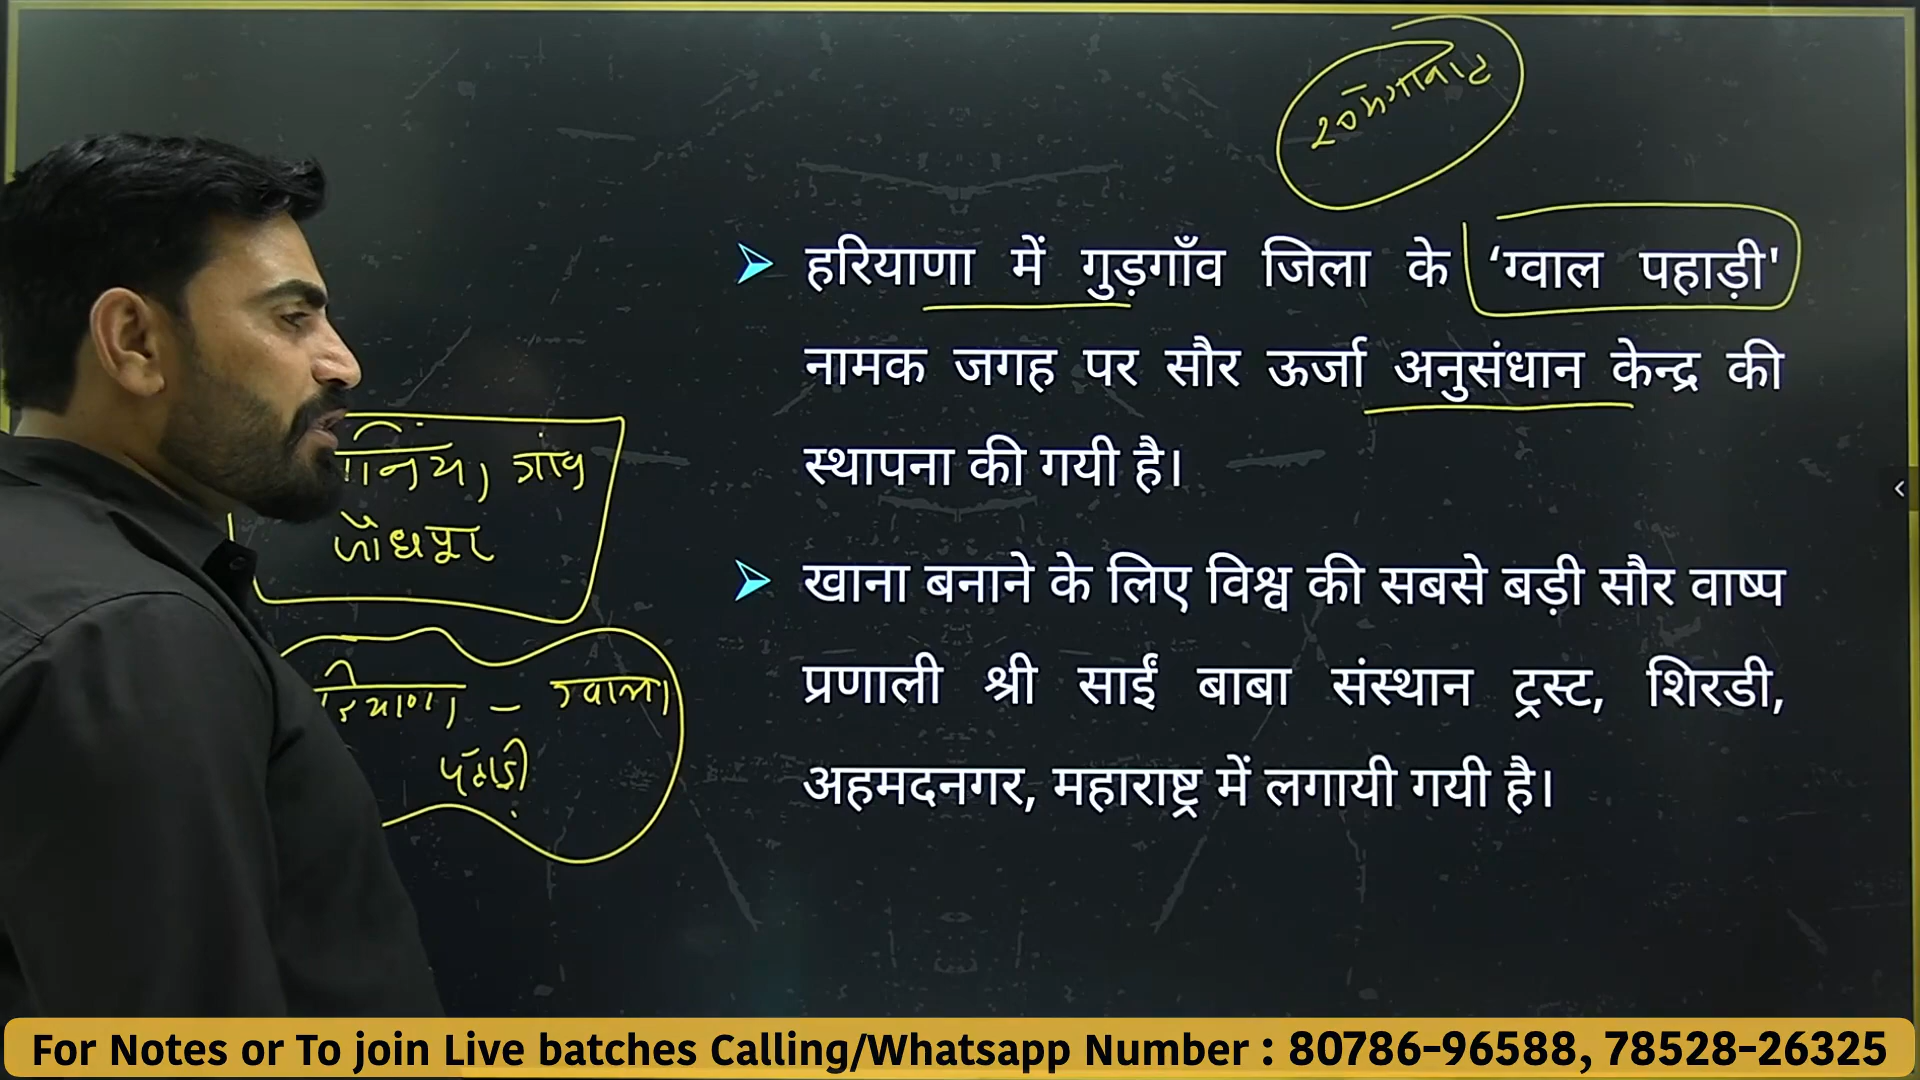 20 मेगावाट
हरियाणा में गुड़गाँव जिला के ‘ग्वाल पहाड़ी'
नामक जगह पर सौर ऊर्जा अनुसंधान केन्द्र की
स्थापना की गयी है।
खाना बनाने के लिए विश्व की सबसे बड़ी सौर वाष्प
प्रणाली श्री साईं बाबा संस्थान ट्रस्ट, शिरडी,
अहमदनगर, महाराष्ट्र में लगायी गयी है।
गांव
जोधपुर
ग्वाला
पहाड़ी
For Notes or To join Live batches Calling/Whatsapp Number : 80786-96588, 78528-26325